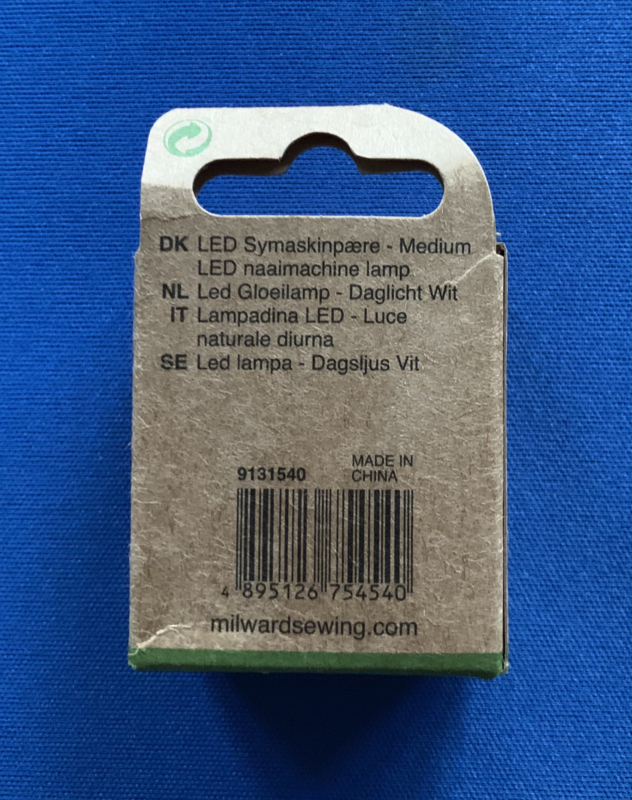 DK LED Symaskinpære - Medium
LED naaimachine lamp
NL Led Gloeilamp - Daglicht Wit
IT Lampadina LED - Luce
naturale diurna
SE Led lampa - Dagsljus Vit
9131540 MADE IN
CHINA
4 895126 754540
milwardsewing.com